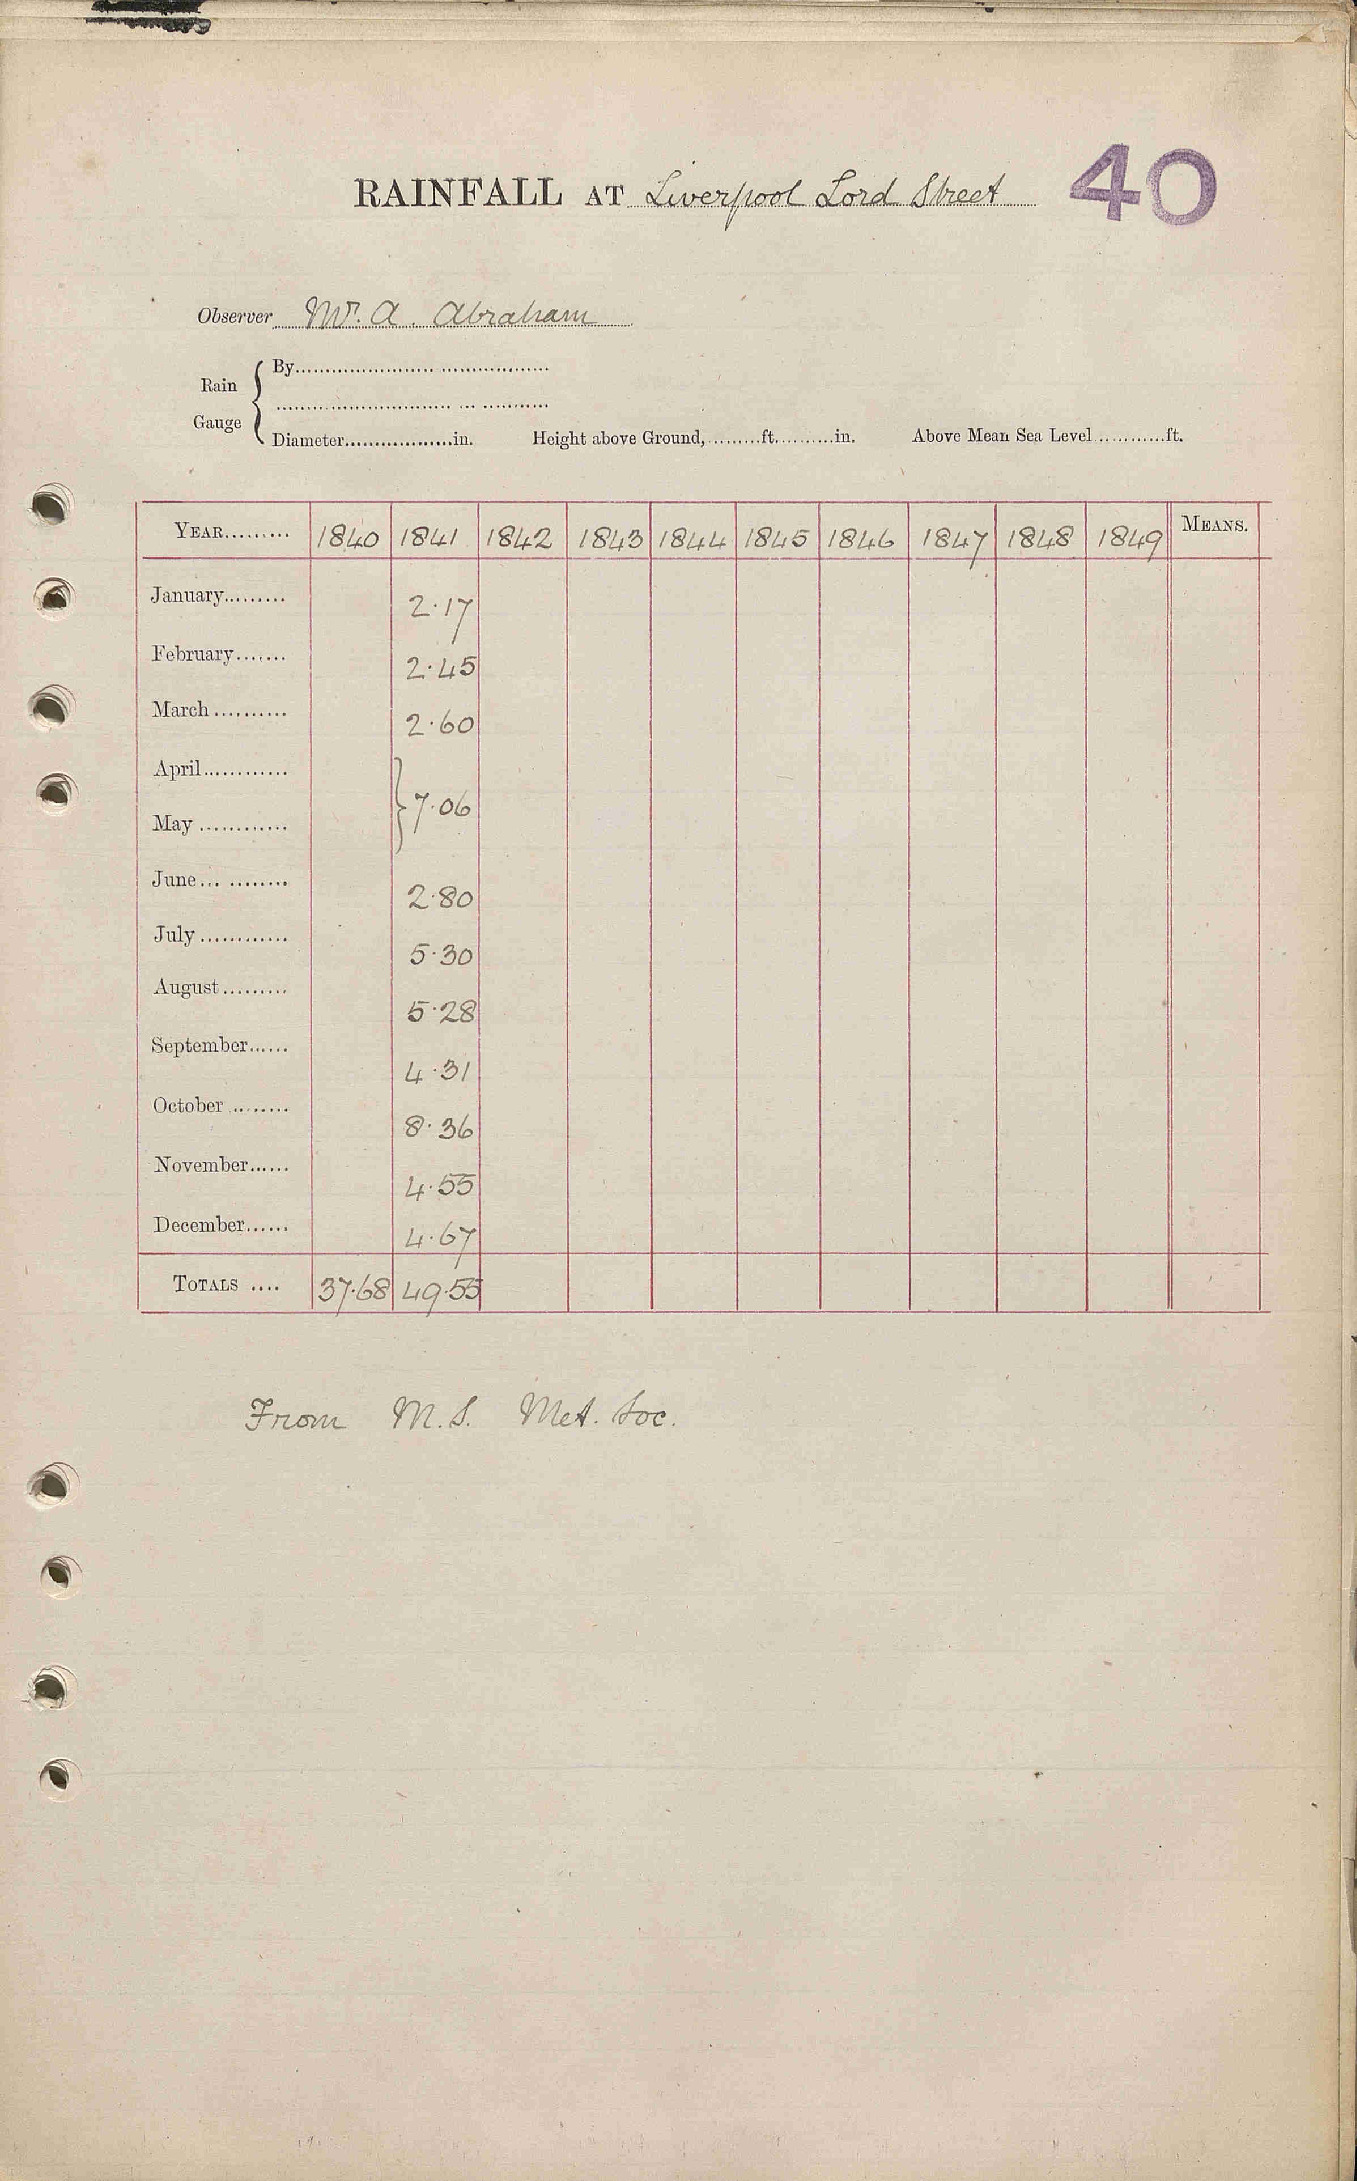 RAINFALL AT Liverpool Lord Street 40
Observer Mr. A. Abraham
Rain Gauge { By
Diameter in. Height above Ground, ft. in. Above Mean Sea Level ft.
YEAR 1840 1841 1842 1843 1844 1845 1846 1847 1848 1849 MEANS.
January 2.17
February 2.45
March 2.60
April
May } 7.06
June 2.80
July 5.30
August 5.28
September 4.31
October 8.36
November 4.55
December 4.67
TOTALS 37.68 49.55
From M.S. Met. Soc.